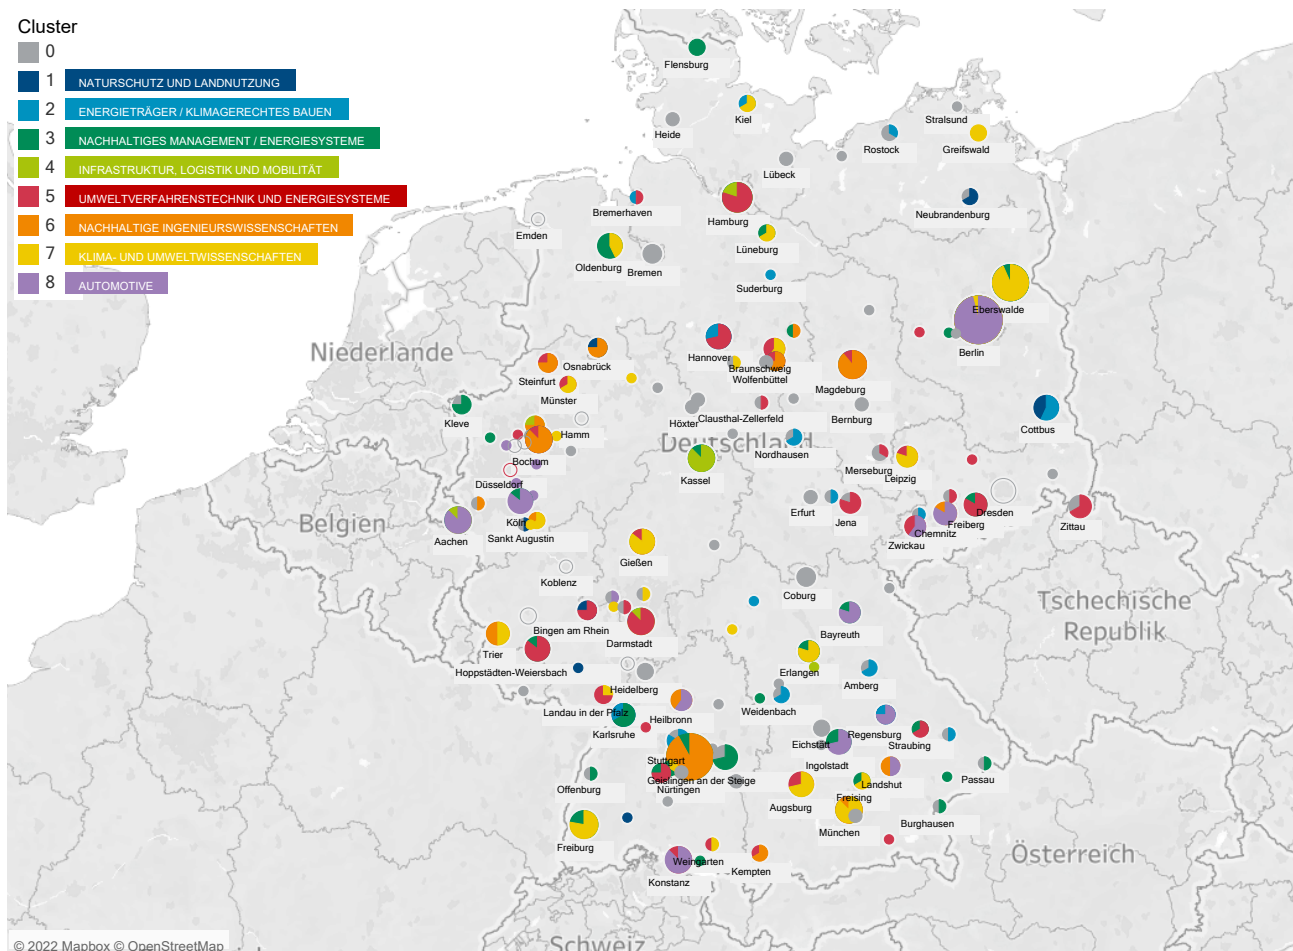 Cluster
0
1 NATURSCHUTZ UND LANDNUTZUNG
2 ENERGIETRÄGER / KLIMAGERECHTES BAUEN
3 NACHHALTIGES MANAGEMENT / ENERGIESYSTEME
4 INFRASTRUKTUR, LOGISTIK UND MOBILITÄT
5 UMWELTVERFAHRENSTECHNIK UND ENERGIESYSTEME
6 NACHHALTIGE INGENIEURSWISSENSCHAFTEN
7 KLIMA- UND UMWELTWISSENSCHAFTEN
8 AUTOMOTIVE
Flensburg
Kiel
Stralsund
Heide
Rostock
Greifswald
Lübeck
Bremerhaven
Hamburg
Neubrandenburg
Emden
Lüneburg
Oldenburg
Bremen
Suderburg
Eberswalde
Niederlande
Hannover
Berlin
Osnabrück
Braunschweig
Steinfurt
Wolfenbüttel
Magdeburg
Münster
Kleve
Höxter
Clausthal-Zellerfeld
Bernburg
Cottbus
Hamm
Deutschland
Nordhausen
Bochum
Merseburg
Leipzig
Kassel
Düsseldorf
Belgien
Köln
Erfurt
Jena
Dresden
Freiberg
Zittau
Aachen
Sankt Augustin
Chemnitz
Zwickau
Gießen
Koblenz
Coburg
Tschechische
Republik
Bingen am Rhein
Bayreuth
Darmstadt
Trier
Hoppstädten-Weiersbach
Erlangen
Amberg
Heidelberg
Landau in der Pfalz
Heilbronn
Weidenbach
Karlsruhe
Regensburg
Straubing
Eichstätt
Stuttgart
Ingolstadt
Geislingen an der Steige
Offenburg
Nürtingen
Landshut
Passau
Freising
Augsburg
Burghausen
München
Freiburg
Österreich
Weingarten
Kempten
Konstanz
Schweiz
© 2022 Mapbox © OpenStreetMap